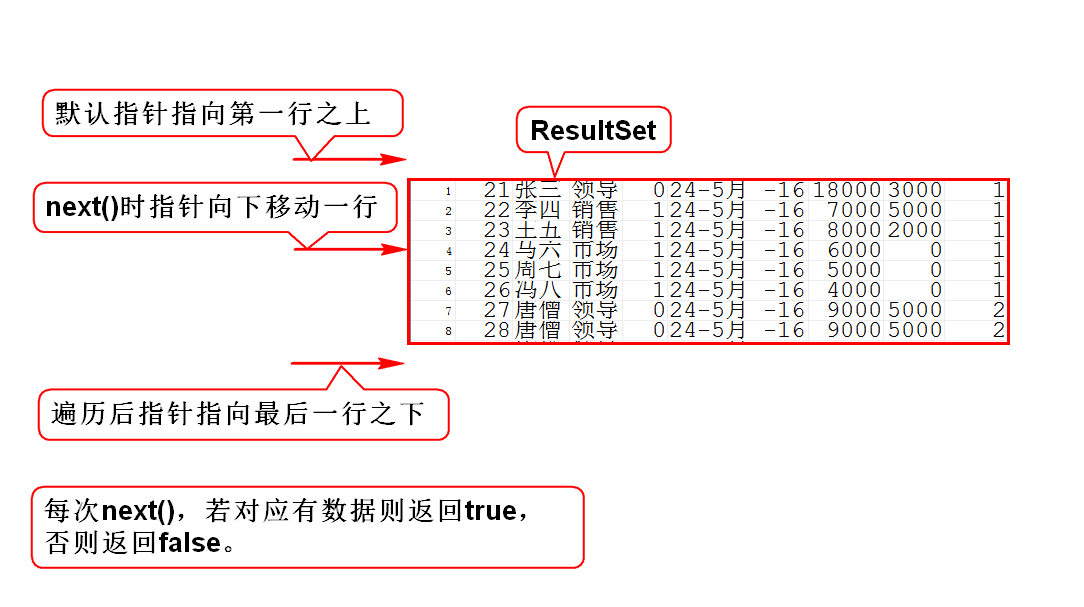 默认指针指向第一行之上
ResultSet
next()时指针向下移动一行
1 21 张三 领导 0 24-5月 -16 18000 3000 1
2 22 李四 销售 1 24-5月 -16 7000 5000 1
3 23 王五 销售 1 24-5月 -16 8000 2000 1
4 24 马六 市场 1 24-5月 -16 6000 0 1
5 25 周七 市场 1 24-5月 -16 5000 0 1
6 26 冯八 市场 1 24-5月 -16 4000 0 1
7 27 唐僧 领导 0 24-5月 -16 9000 5000 2
8 28 唐僧 领导 0 24-5月 -16 9000 5000 2
遍历后指针指向最后一行之下
每次next()，若对应有数据则返回true，
否则返回false。